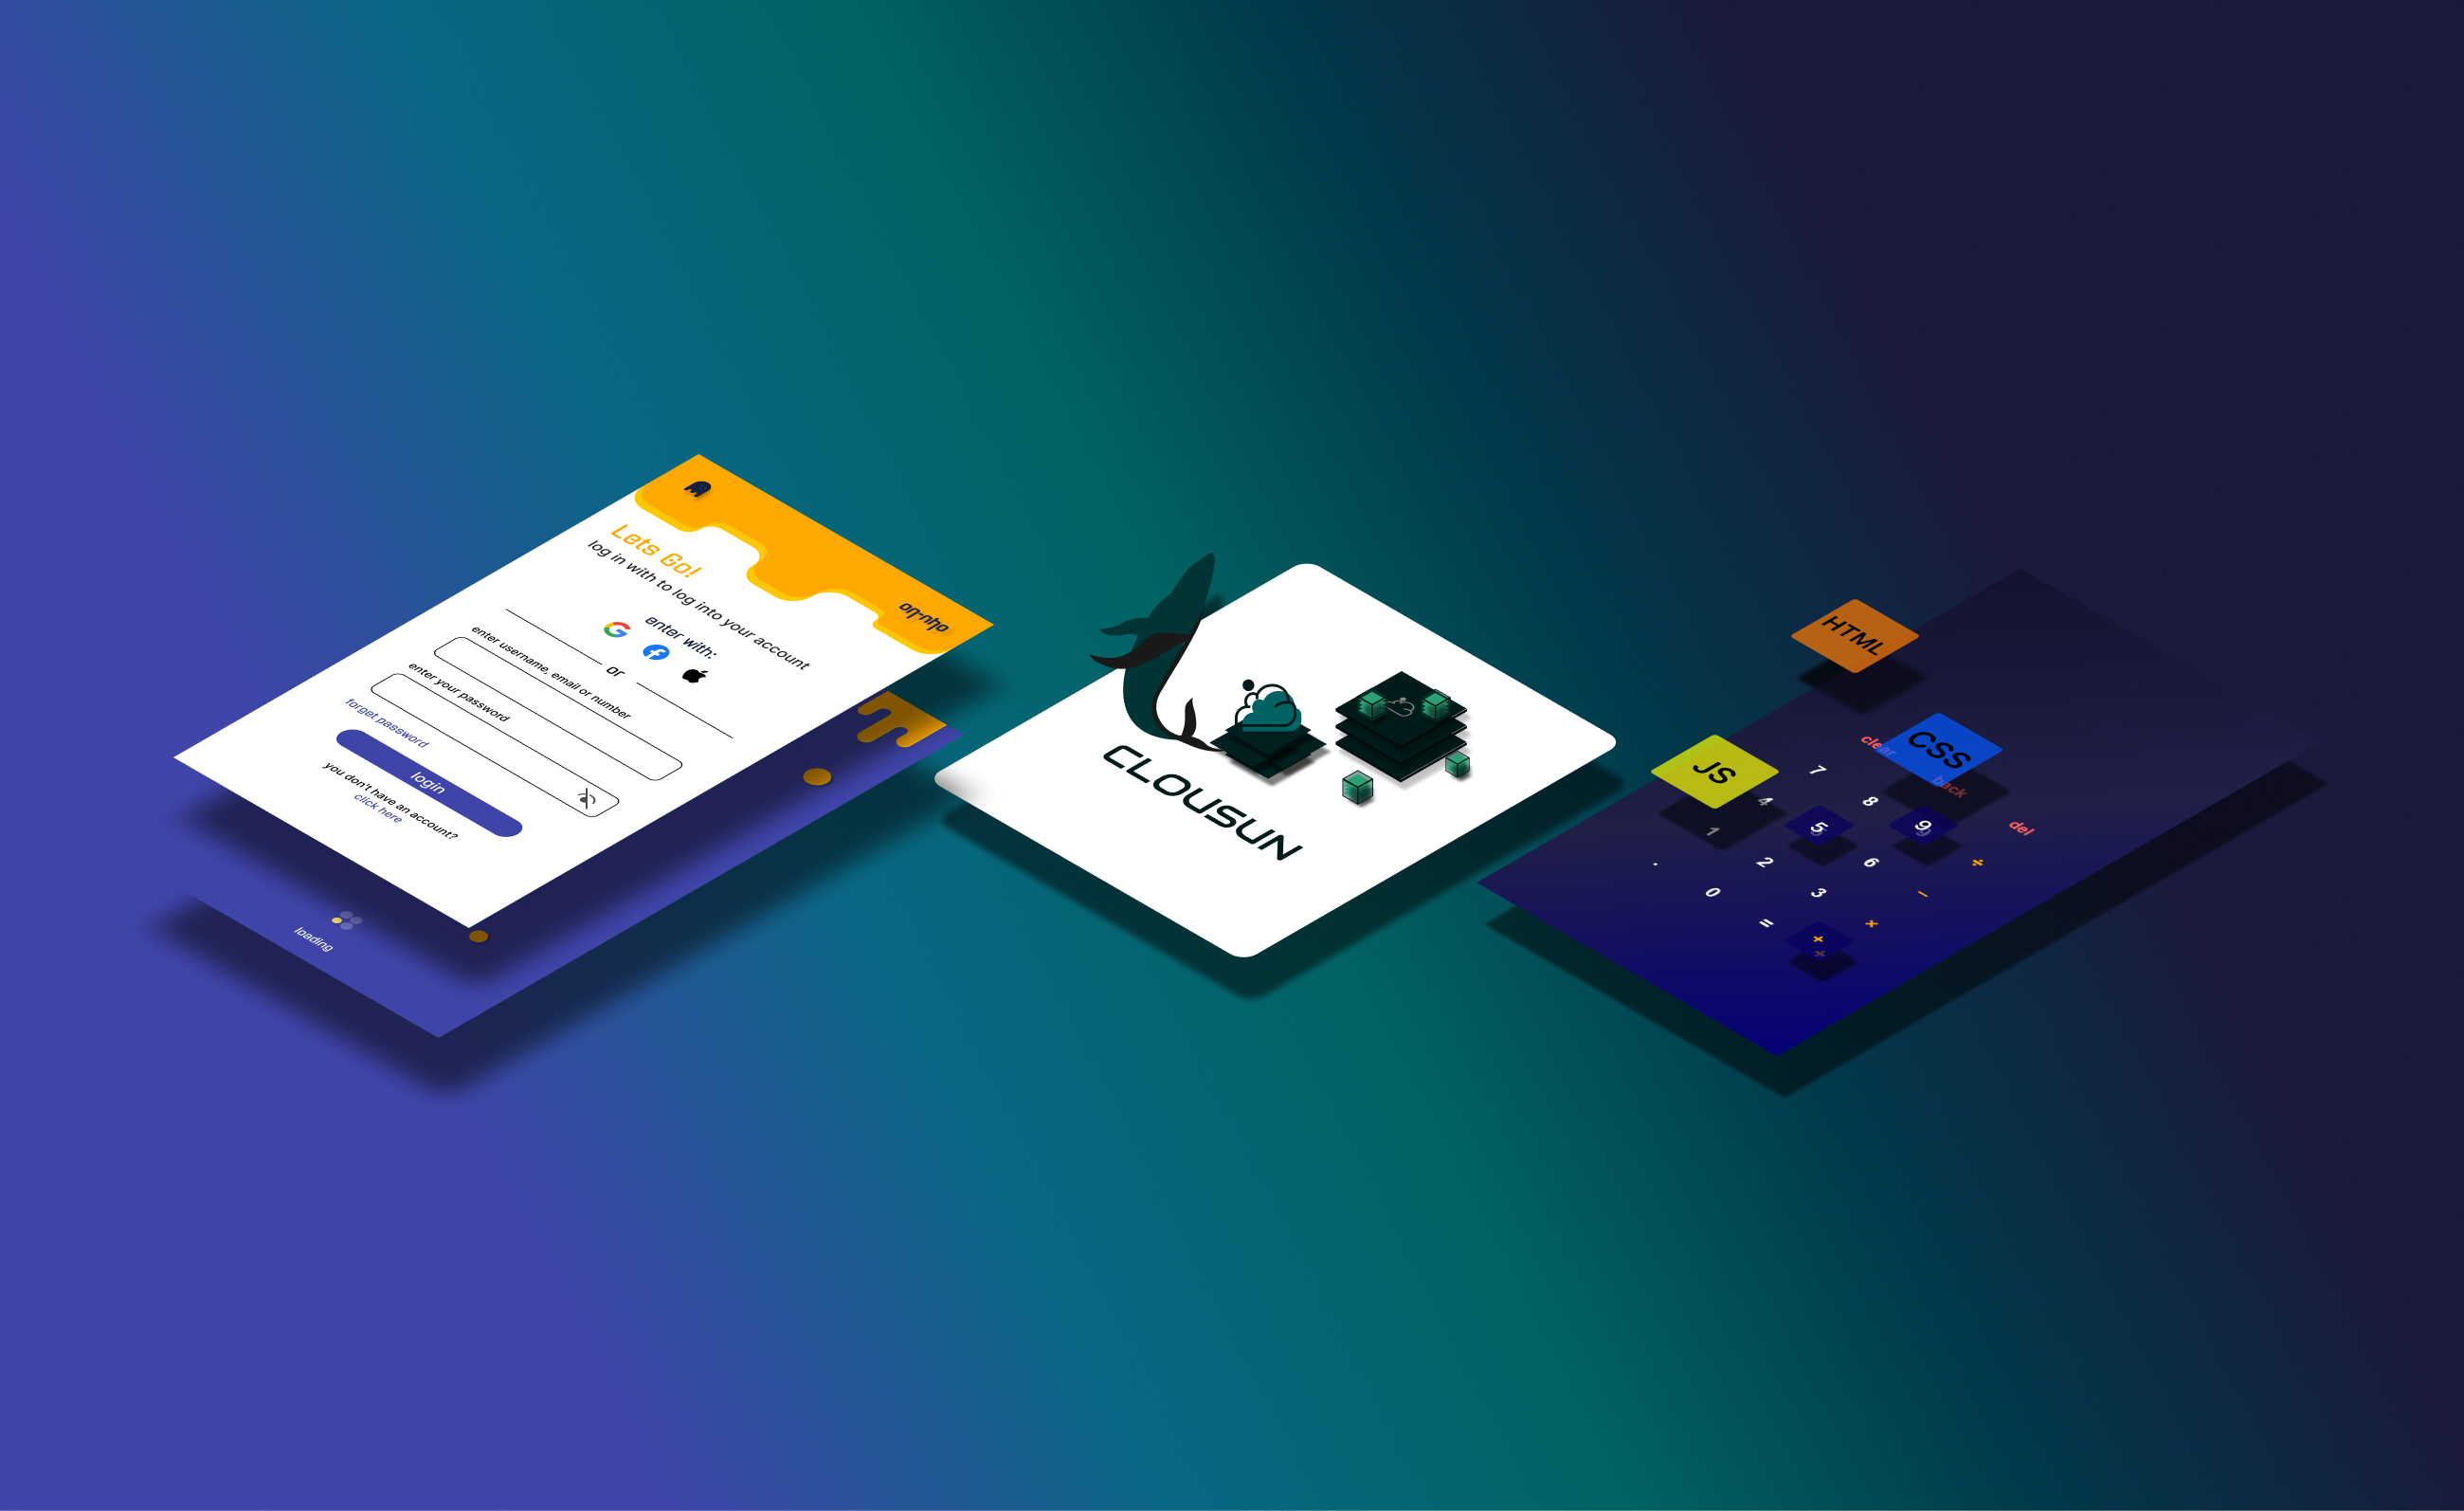 on-nho
Lets Go!
log in with to log into your account
enter with:
or
enter username, email or number
enter your password
forget password
login
you don't have an account?
click here
loading
CLOUSUN
HTML
CSS
JS
clear
back
del
7
8
9
÷
4
5
6
−
1
2
3
×
.
0
=
+